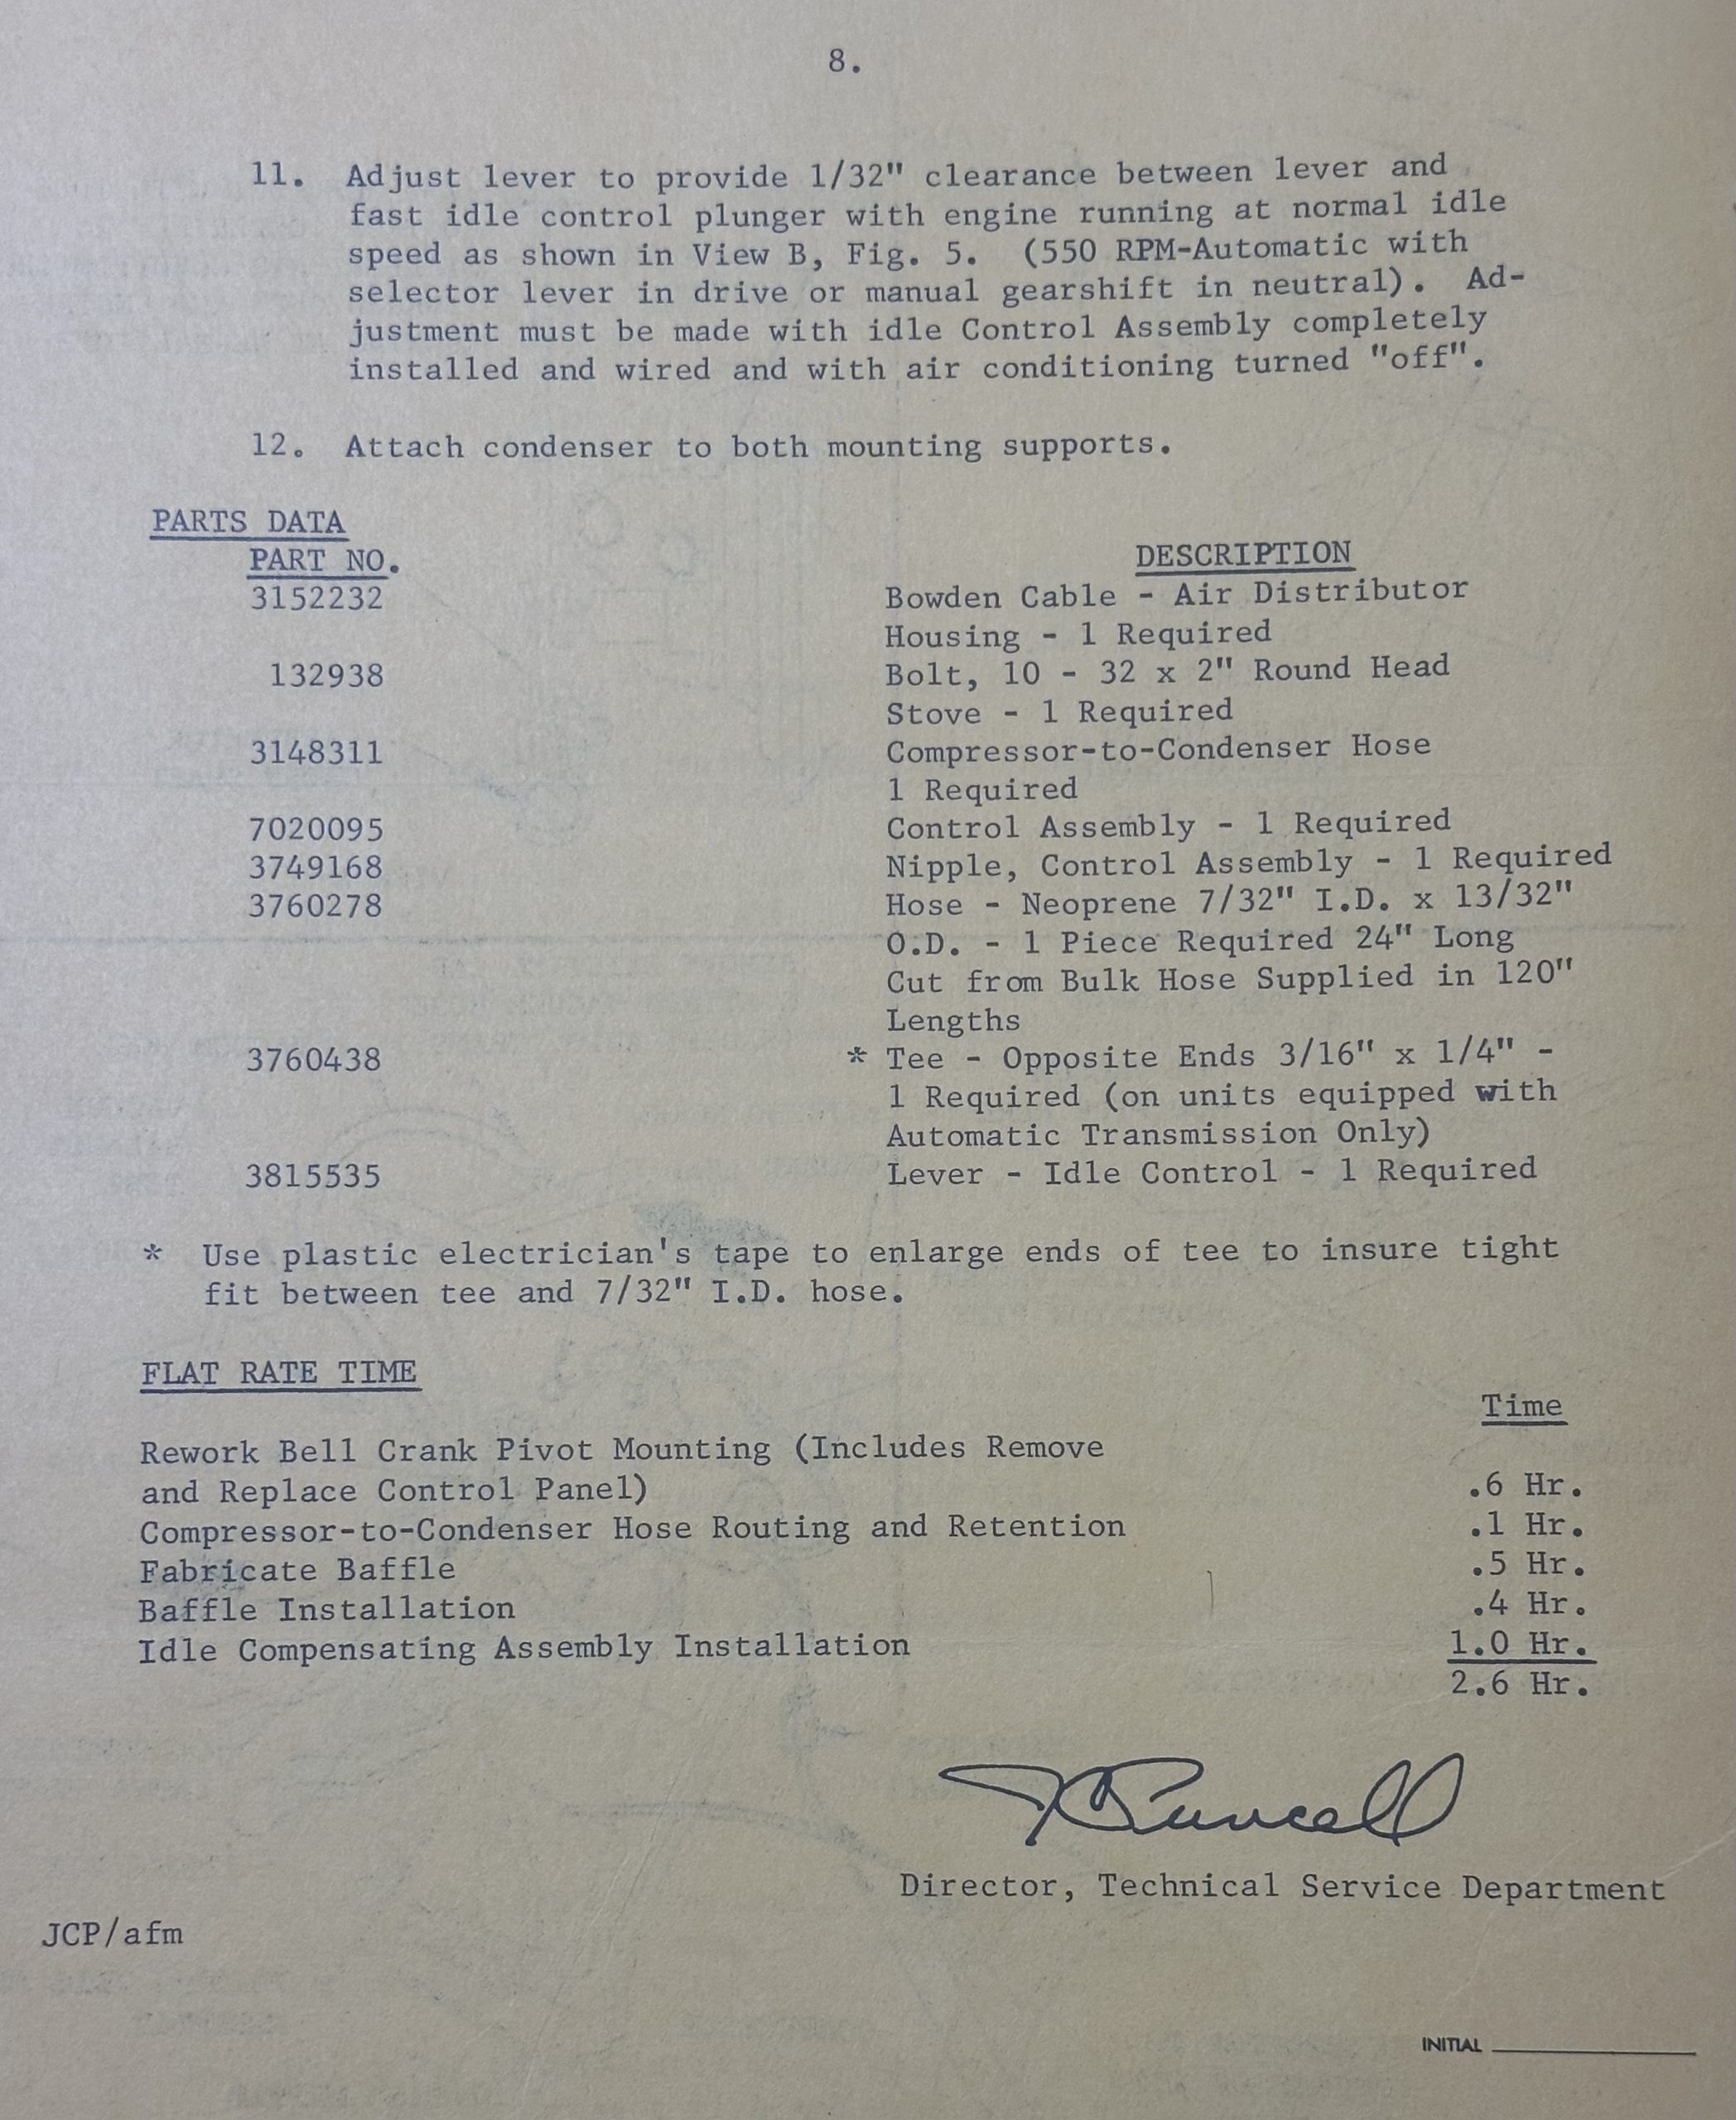 8.
11. Adjust lever to provide 1/32" clearance between lever and
fast idle control plunger with engine running at normal idle
speed as shown in View B, Fig. 5. (550 RPM-Automatic with
selector lever in drive or manual gearshift in neutral). Ad-
justment must be made with idle Control Assembly completely
installed and wired and with air conditioning turned "off".
12. Attach condenser to both mounting supports.
PARTS DATA
PART NO. DESCRIPTION
3152232 Bowden Cable - Air Distributor
Housing - 1 Required
132938 Bolt, 10 - 32 x 2" Round Head
Stove - 1 Required
3148311 Compressor-to-Condenser Hose
1 Required
7020095 Control Assembly - 1 Required
3749168 Nipple, Control Assembly - 1 Required
3760278 Hose - Neoprene 7/32" I.D. x 13/32"
O.D. - 1 Piece Required 24" Long
Cut from Bulk Hose Supplied in 120"
Lengths
3760438 * Tee - Opposite Ends 3/16" x 1/4" -
1 Required (on units equipped with
Automatic Transmission Only)
3815535 Lever - Idle Control - 1 Required
* Use plastic electrician's tape to enlarge ends of tee to insure tight
fit between tee and 7/32" I.D. hose.
FLAT RATE TIME
Time
Rework Bell Crank Pivot Mounting (Includes Remove
and Replace Control Panel) .6 Hr.
Compressor-to-Condenser Hose Routing and Retention .1 Hr.
Fabricate Baffle .5 Hr.
Baffle Installation .4 Hr.
Idle Compensating Assembly Installation 1.0 Hr.
2.6 Hr.
JCPurcell
Director, Technical Service Department
JCP/afm
INITIAL